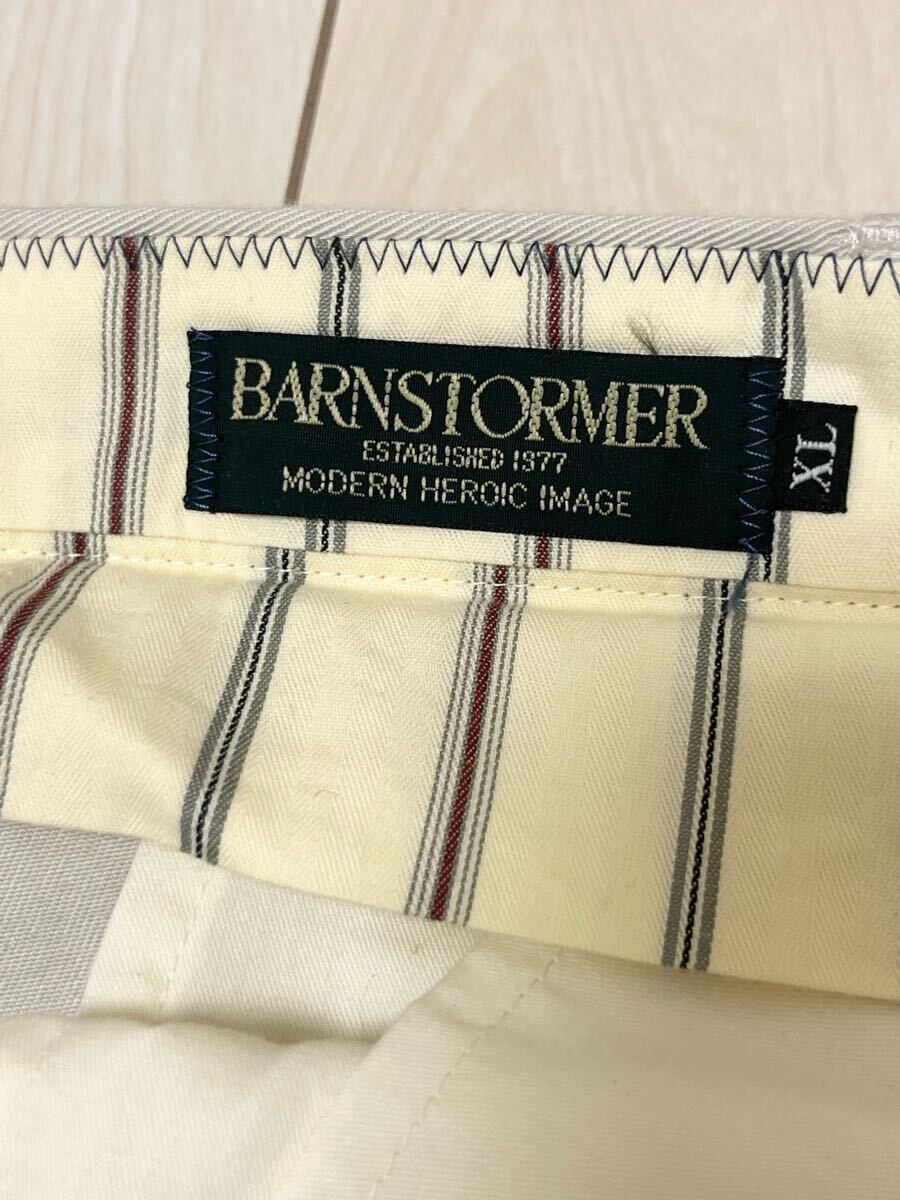 BARNSTORMER
ESTABLISHED 1977
MODERN HEROIC IMAGE
XL